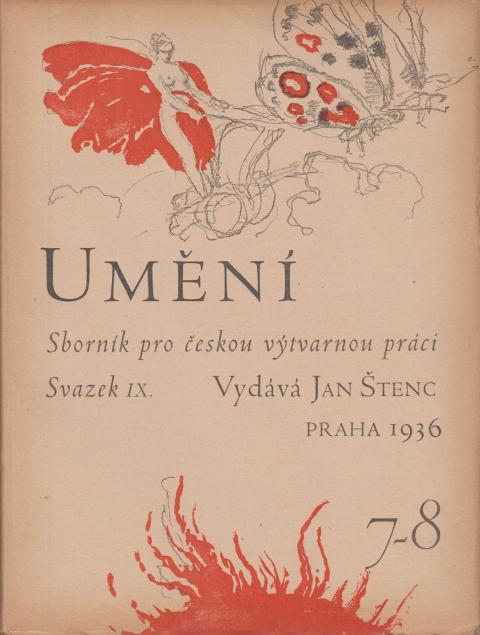 UMĚNÍ
Sborník pro českou výtvarnou práci
Svazek IX. Vydává JAN ŠTENC
PRAHA 1936
7-8